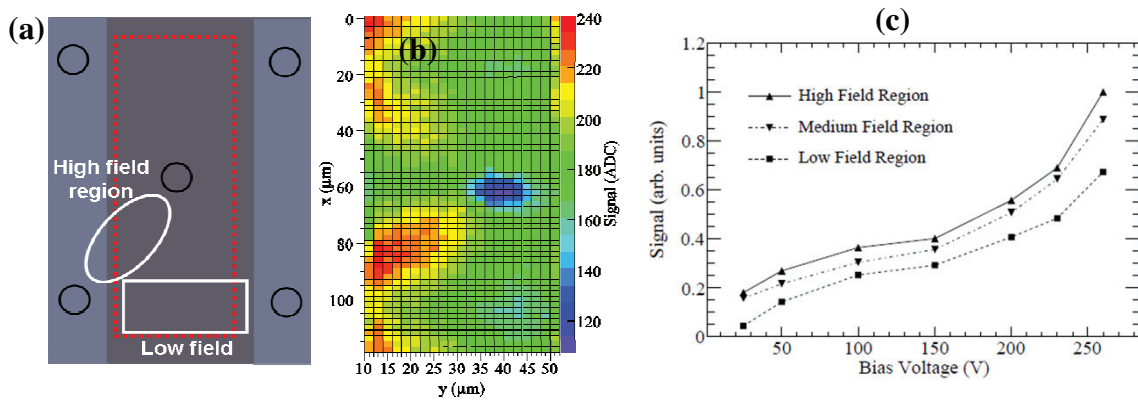 (a)
High field
region
Low field
(b)
0
20
40
60
80
100
x (μm)
10 15 20 25 30 35 40 45 50
y (μm)
240
220
200
180
160
140
120
Signal (ADC)
(c)
1.2
1
0.8
0.6
0.4
0.2
0
Signal (arb. units)
High Field Region
Medium Field Region
Low Field Region
50 100 150 200 250
Bias Voltage (V)